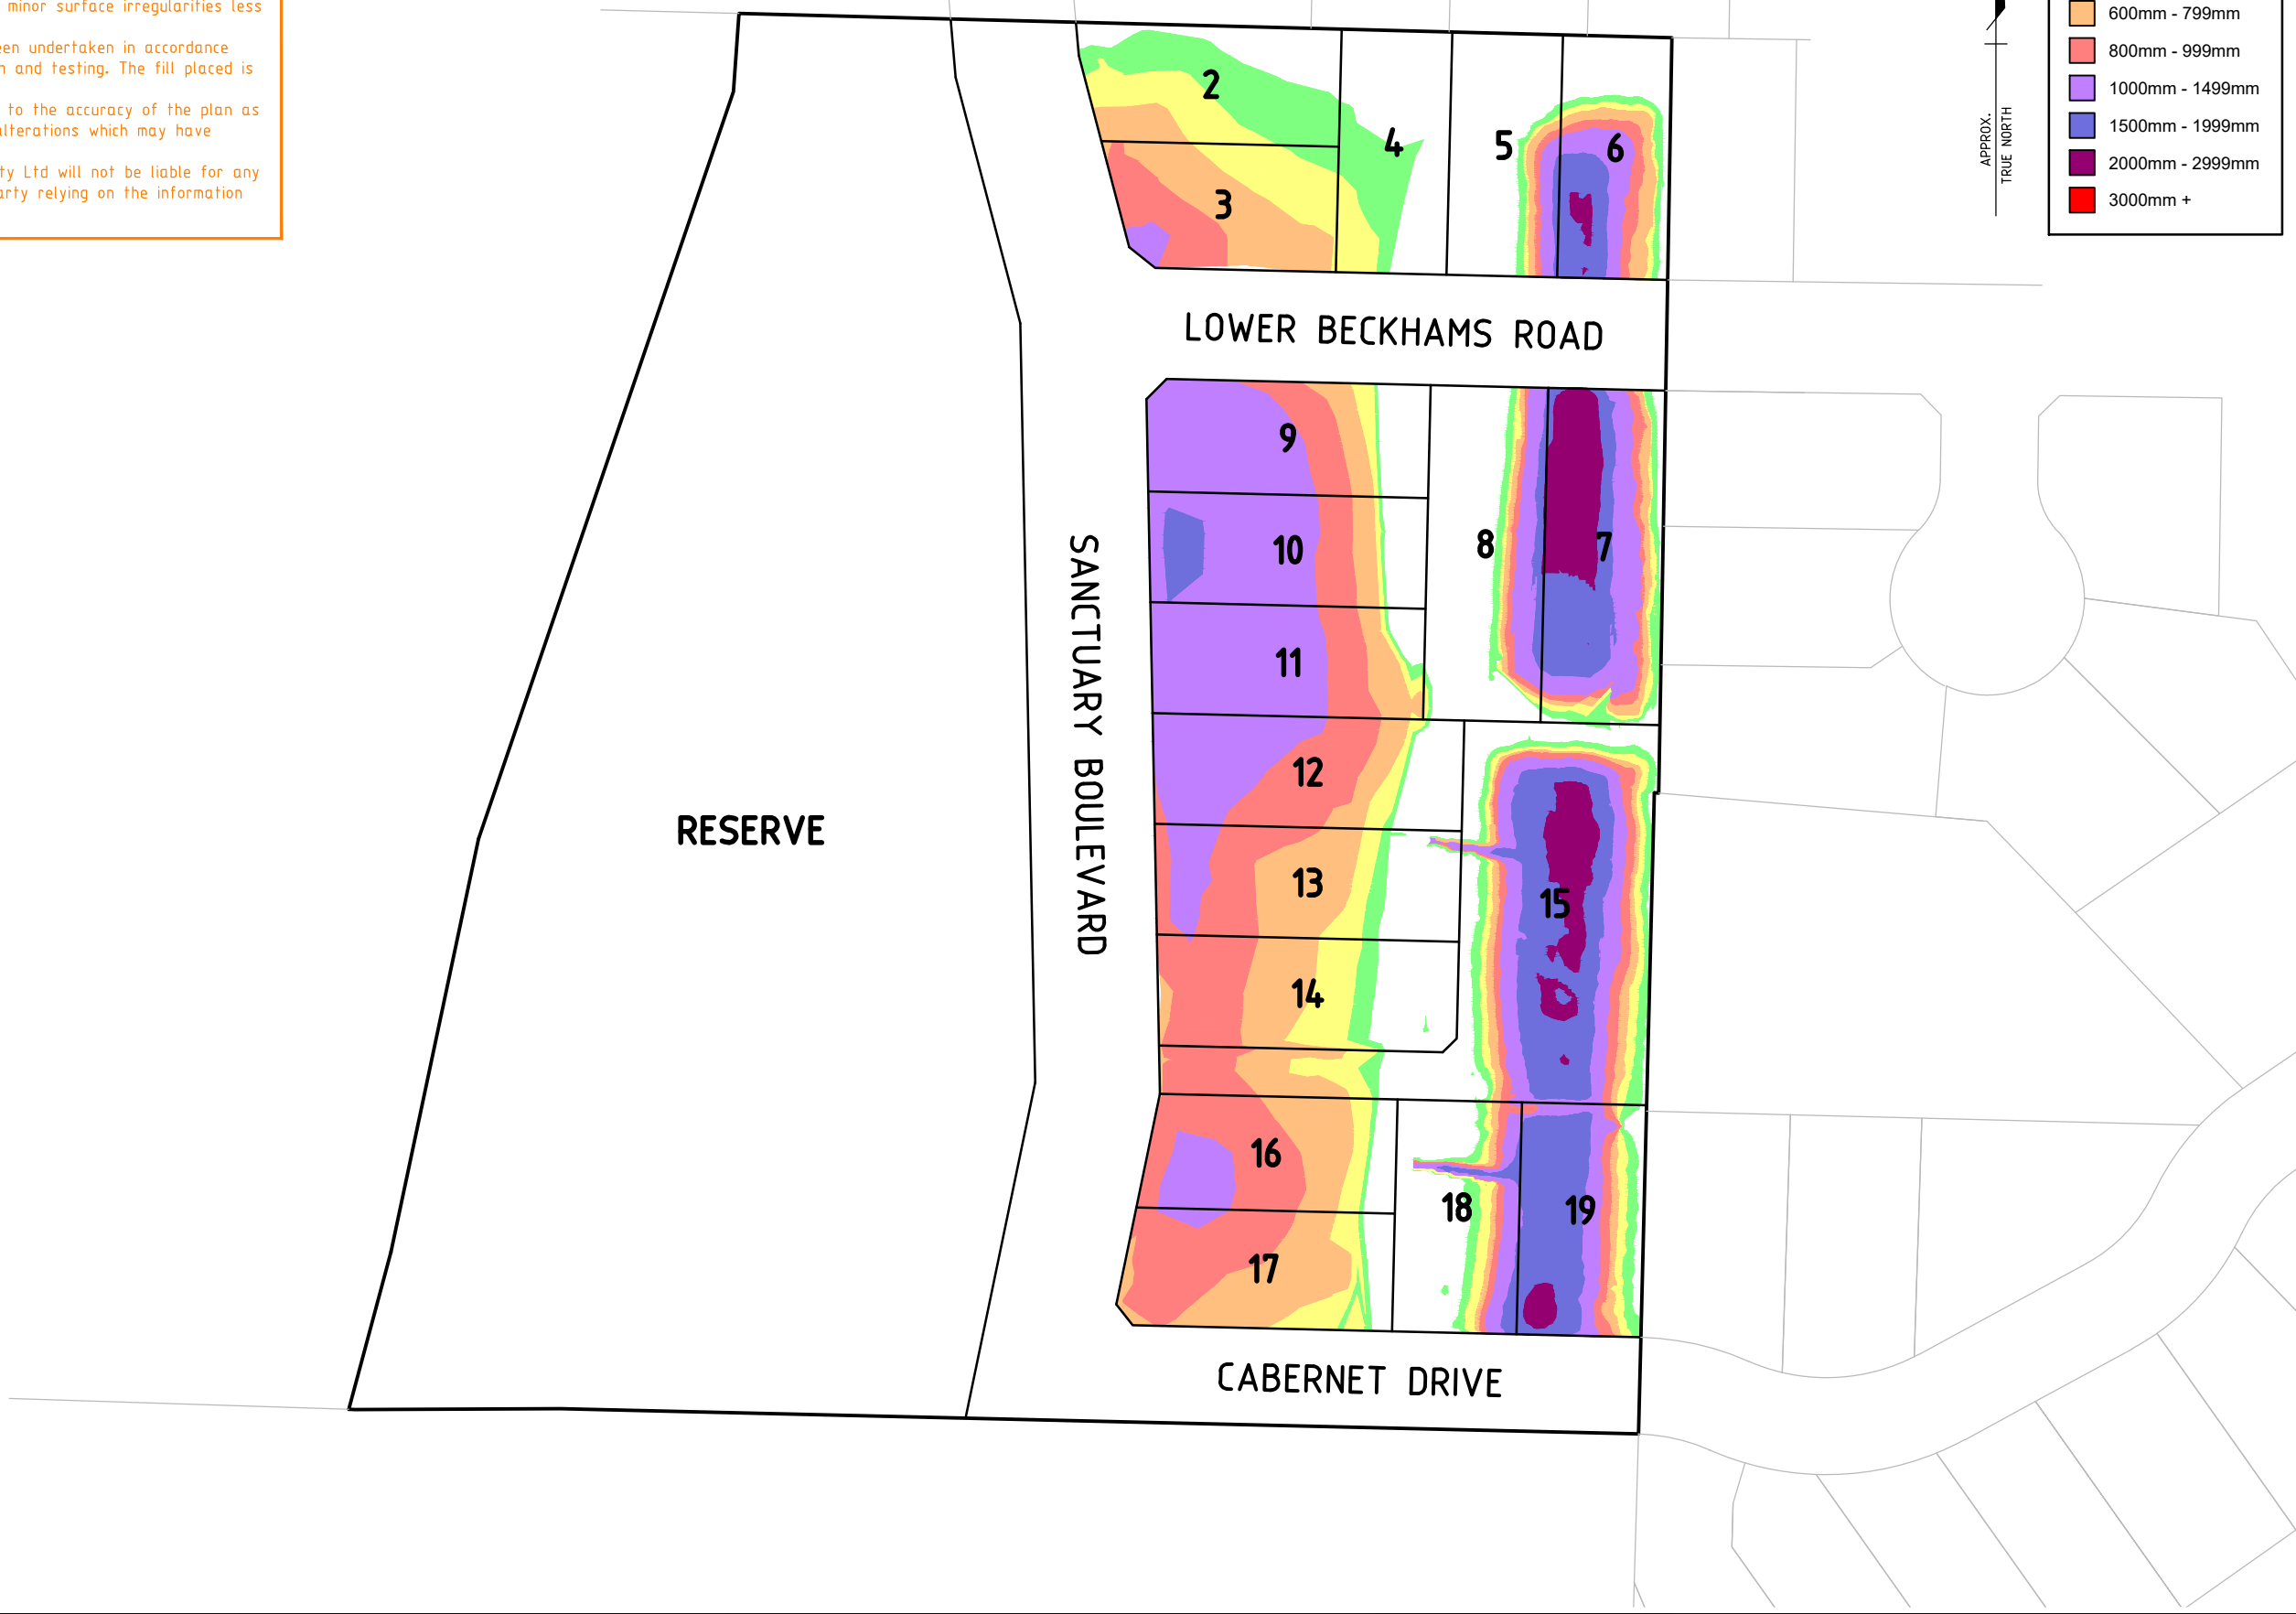 minor surface irregularities less
een undertaken in accordance
n and testing. The fill placed is
to the accuracy of the plan as
alterations which may have
ty Ltd will not be liable for any
arty relying on the information
600mm - 799mm
800mm - 999mm
1000mm - 1499mm
1500mm - 1999mm
2000mm - 2999mm
3000mm +
APPROX.
TRUE NORTH
2
3
4
5
6
LOWER BECKHAMS ROAD
9
10
11
12
13
14
8
7
15
16
17
18
19
SANCTUARY BOULEVARD
RESERVE
CABERNET DRIVE